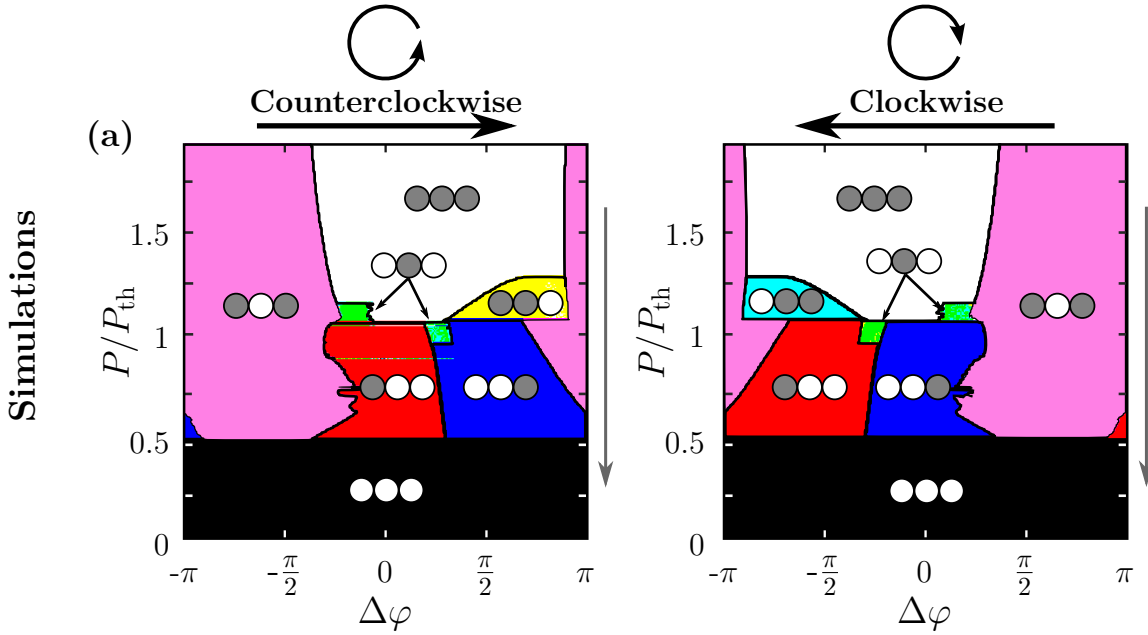 Counterclockwise
Clockwise
(a)
Simulations
P/P_th
1.5
1
0.5
0
-π
-π/2
0
π/2
π
Δφ
P/P_th
1.5
1
0.5
0
-π
-π/2
0
π/2
π
Δφ